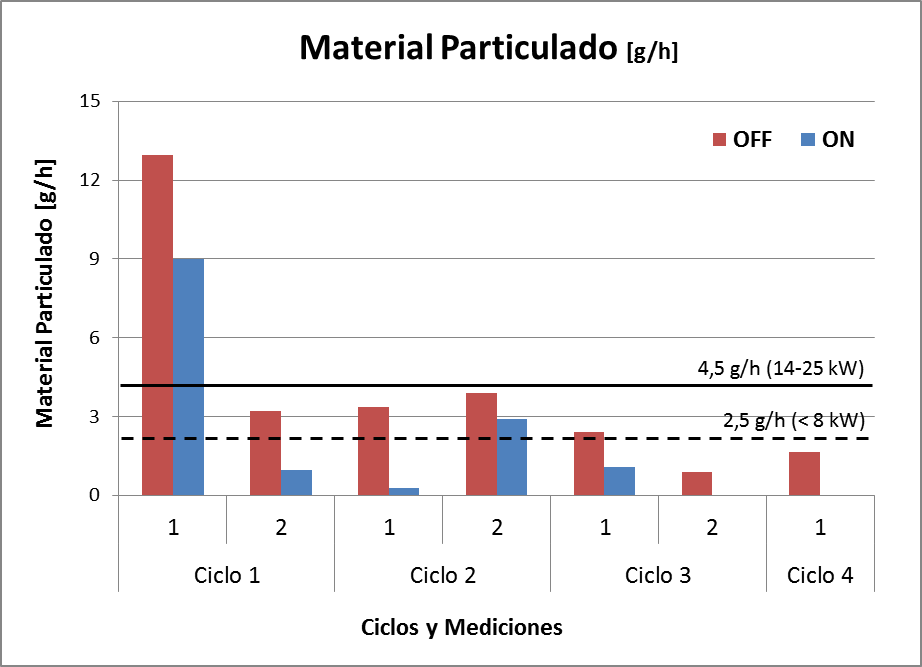 Material Particulado [g/h]
Material Particulado [g/h]
15
12
9
6
3
0
OFF ON
4,5 g/h (14-25 kW)
2,5 g/h (< 8 kW)
1 2 1 2 1 2 1
Ciclo 1 Ciclo 2 Ciclo 3 Ciclo 4
Ciclos y Mediciones